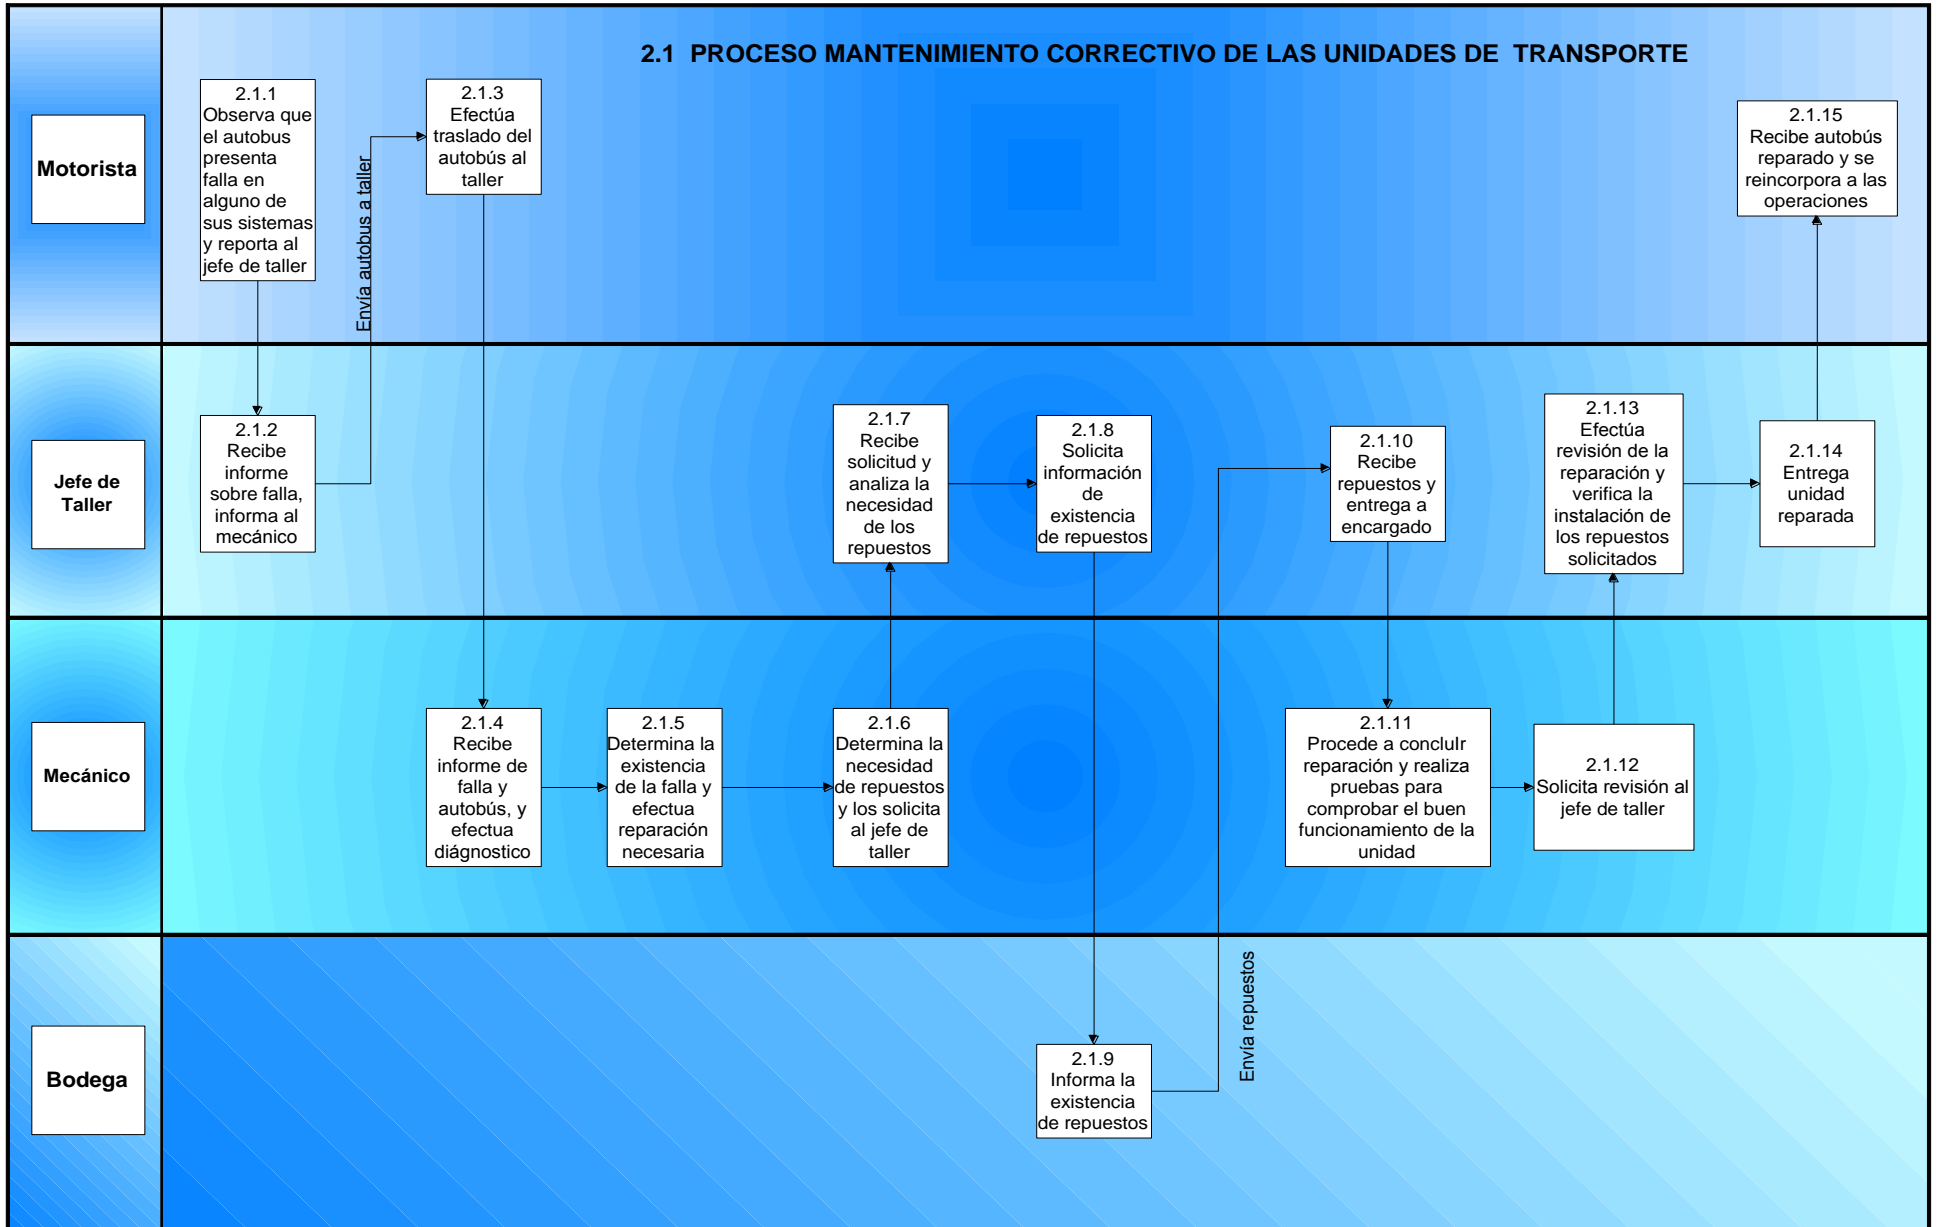 2.1  PROCESO MANTENIMIENTO CORRECTIVO DE LAS UNIDADES DE  TRANSPORTE
Motorista
2.1.1
Observa que
el autobus
presenta
falla en
alguno de
sus sistemas
y reporta al
jefe de taller
Envía autobus a taller
2.1.3
Efectúa
traslado del
autobús al
taller
2.1.15
Recibe autobús
reparado y se
reincorpora a las
operaciones
Jefe de
Taller
2.1.2
Recibe
informe
sobre falla,
informa al
mecánico
2.1.7
Recibe
solicitud y
analiza la
necesidad
de los
repuestos
2.1.8
Solicita
información
de
existencia
de repuestos
2.1.10
Recibe
repuestos y
entrega a
encargado
2.1.13
Efectúa
revisión de la
reparación y
verifica la
instalación de
los repuestos
solicitados
2.1.14
Entrega
unidad
reparada
Mecánico
2.1.4
Recibe
informe de
falla y
autobús, y
efectua
diágnostico
2.1.5
Determina la
existencia
de la falla y
efectua
reparación
necesaria
2.1.6
Determina la
necesidad
de repuestos
y los solicita
al jefe de
taller
2.1.11
Procede a concluIr
reparación y realiza
pruebas para
comprobar el buen
funcionamiento de la
unidad
2.1.12
Solicita revisión al
jefe de taller
Bodega
2.1.9
Informa la
existencia
de repuestos
Envía repuestos